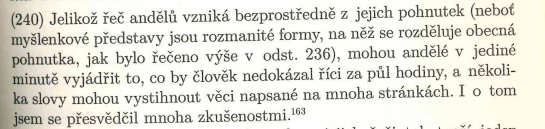 (240) Jelikož řeč andělů vzniká bezprostředně z jejich pohnutek (neboť
myšlenkové představy jsou rozmanité formy, na něž se rozděluje obecná
pohnutka, jak bylo řečeno výše v odst. 236), mohou andělé v jediné
minutě vyjádřit to, co by člověk nedokázal říci za půl hodiny, a několi-
ka slovy mohou vystihnout věci napsané na mnoha stránkách. I o tom
jsem se přesvědčil mnoha zkušenostmi.163